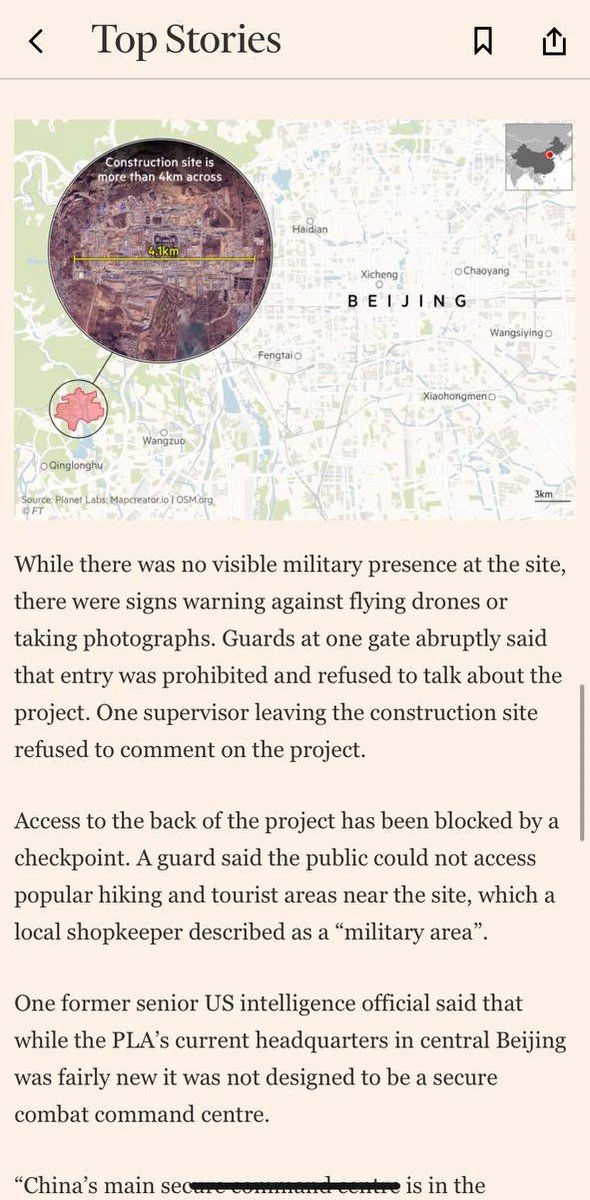 Top Stories
Construction site is
more than 4km across
4.1km
Haidian
Xicheng
Chaoyang
BEIJING
Wangsiying
Fengtai
Xiaohongmen
Wangzuo
Qinglonghu
Source: Planet Labs; Mapcreator.io | OSM.org
© FT
3km
While there was no visible military presence at the site,
there were signs warning against flying drones or
taking photographs. Guards at one gate abruptly said
that entry was prohibited and refused to talk about the
project. One supervisor leaving the construction site
refused to comment on the project.
Access to the back of the project has been blocked by a
checkpoint. A guard said the public could not access
popular hiking and tourist areas near the site, which a
local shopkeeper described as a “military area”.
One former senior US intelligence official said that
while the PLA’s current headquarters in central Beijing
was fairly new it was not designed to be a secure
combat command centre.
“China’s main secure command centre is in the